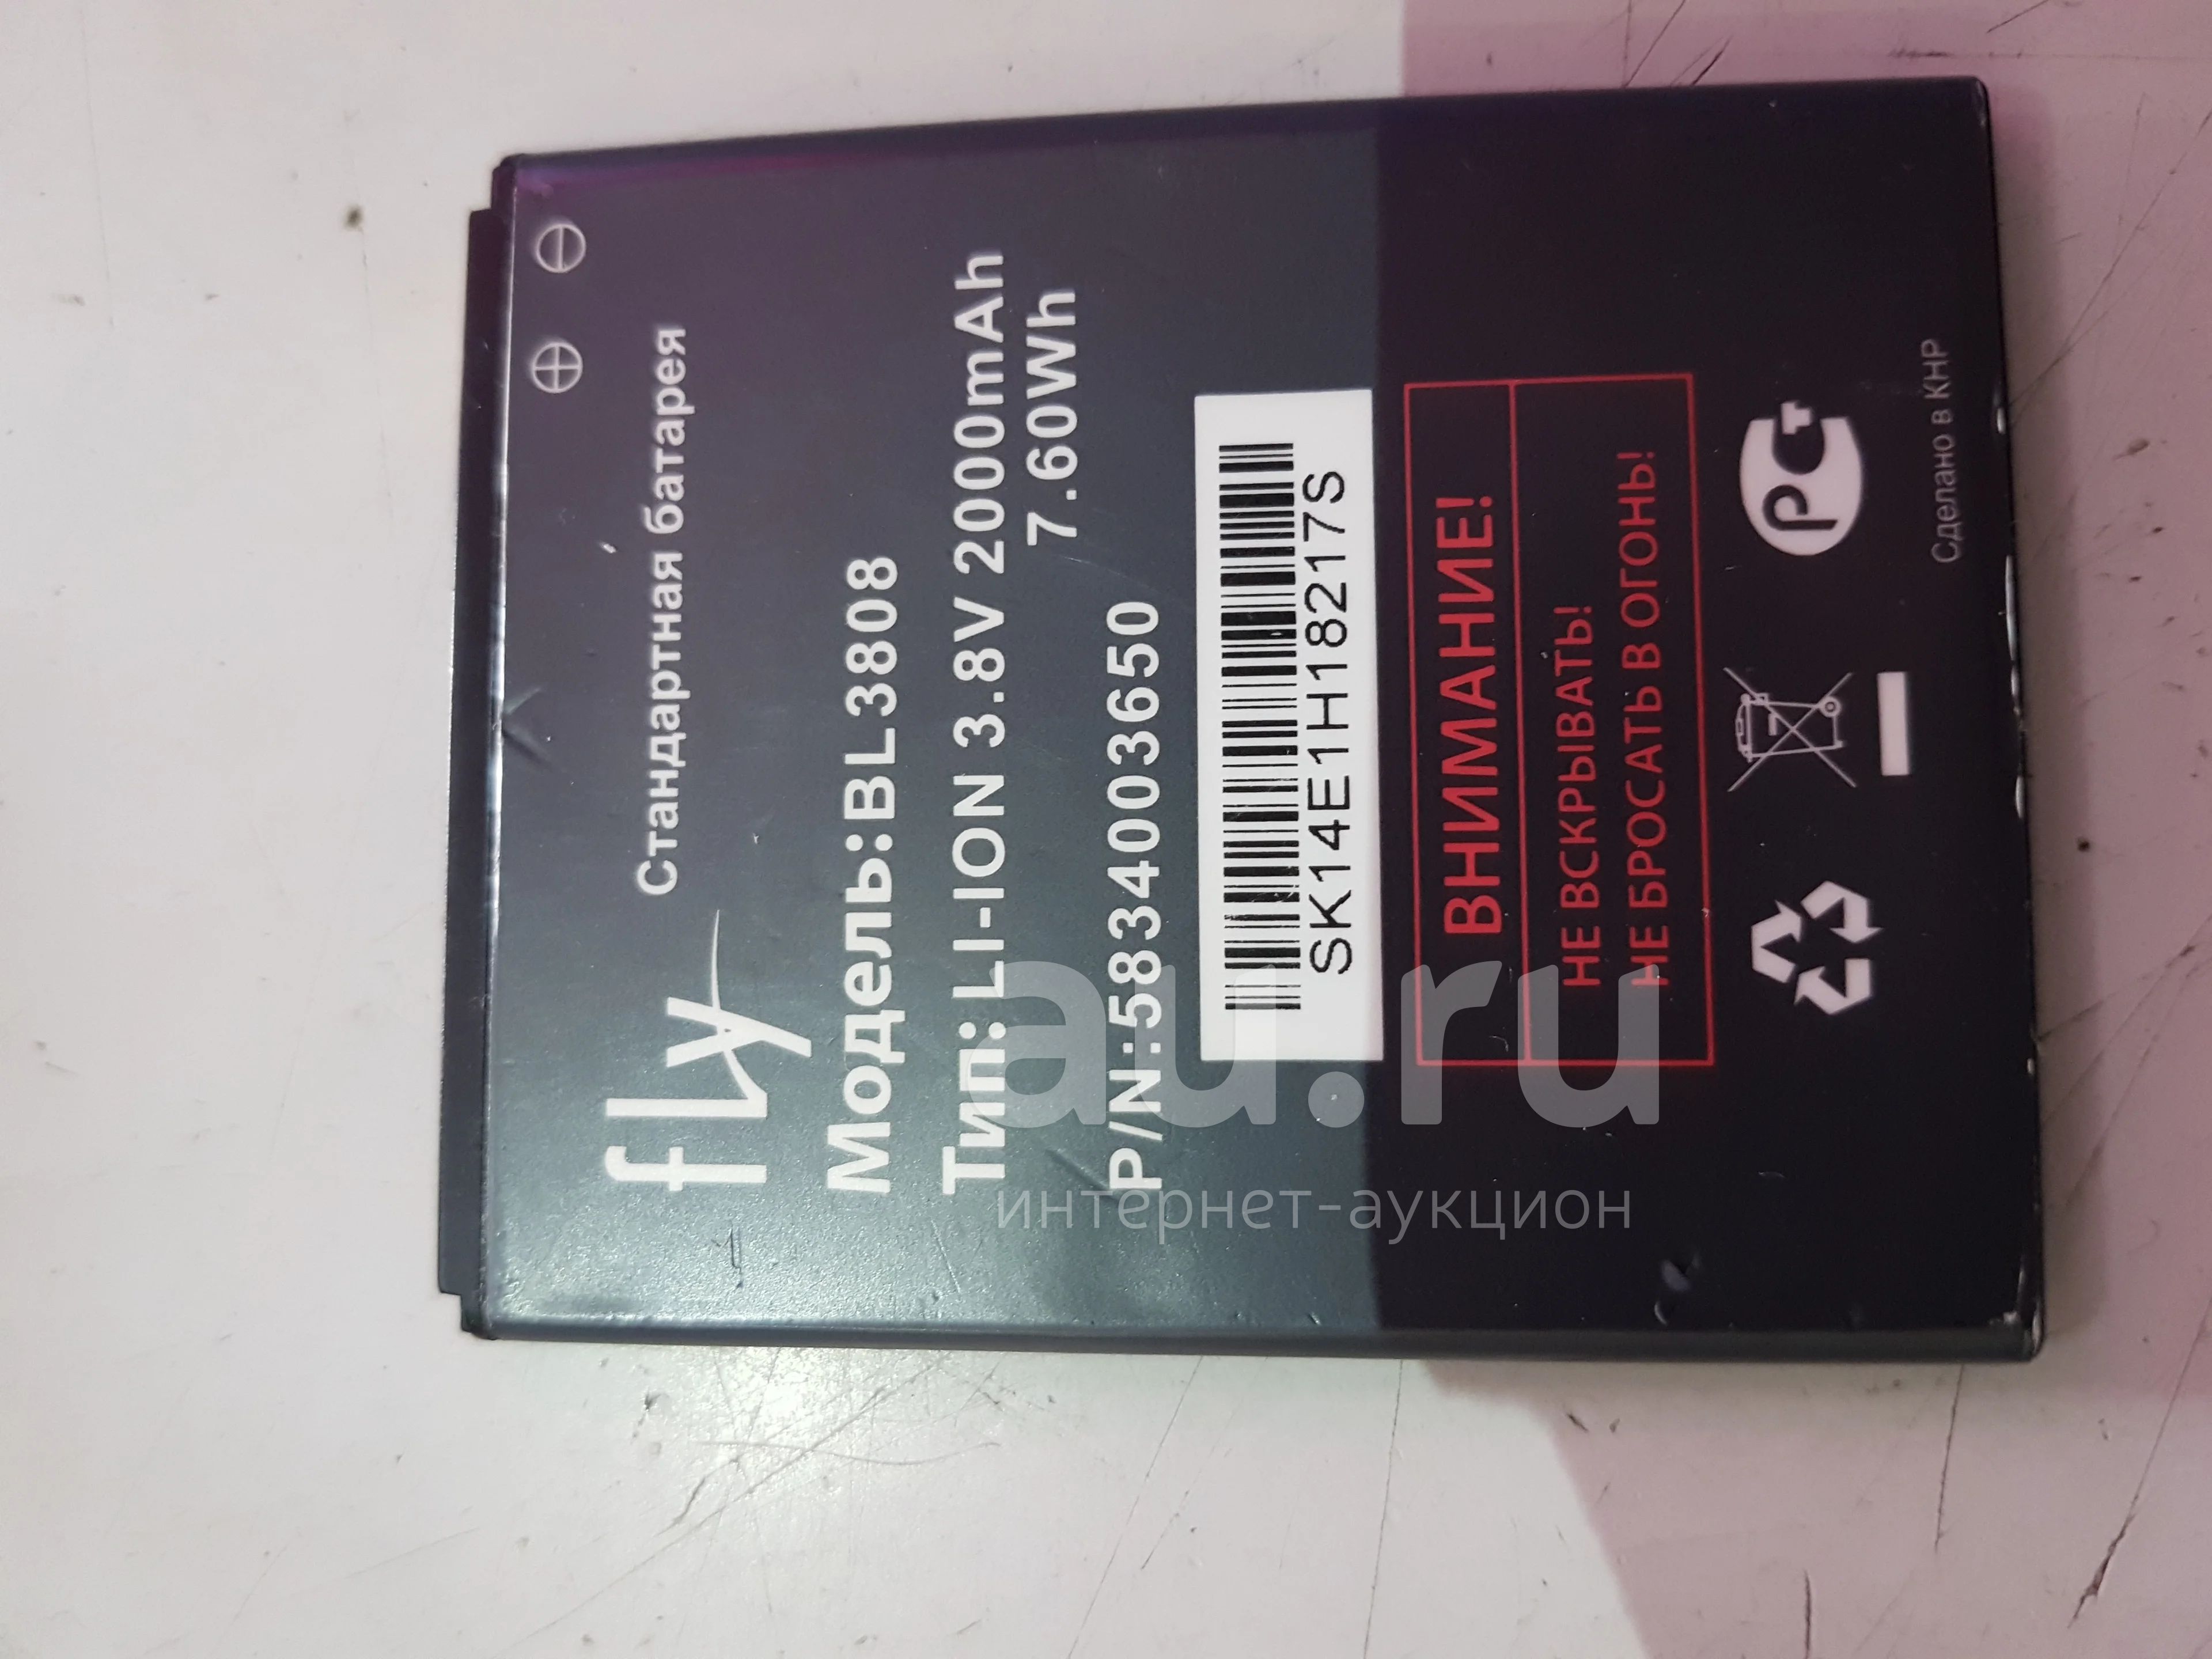 fly Стандартная батарея
Модель:BL3808
Тип: LI-ION 3.8V 2000mAh
7.60Wh
P/N:5834003650
SK14E1H18217S
ВНИМАНИЕ!
НЕ ВСКРЫВАТЬ!
НЕ БРОСАТЬ В ОГОНЬ!
РСТ
Сделано в КНР
au.ru
интернет-аукцион